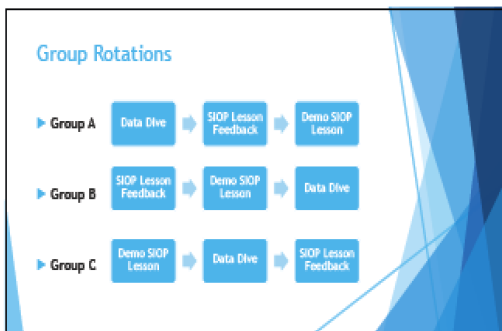 Group Rotations
Group A
Data Dive
SIOP Lesson
Feedback
Demo SIOP
Lesson
Group B
SIOP Lesson
Feedback
Demo SIOP
Lesson
Data Dive
Group C
Demo SIOP
Lesson
Data Dive
SIOP Lesson
Feedback